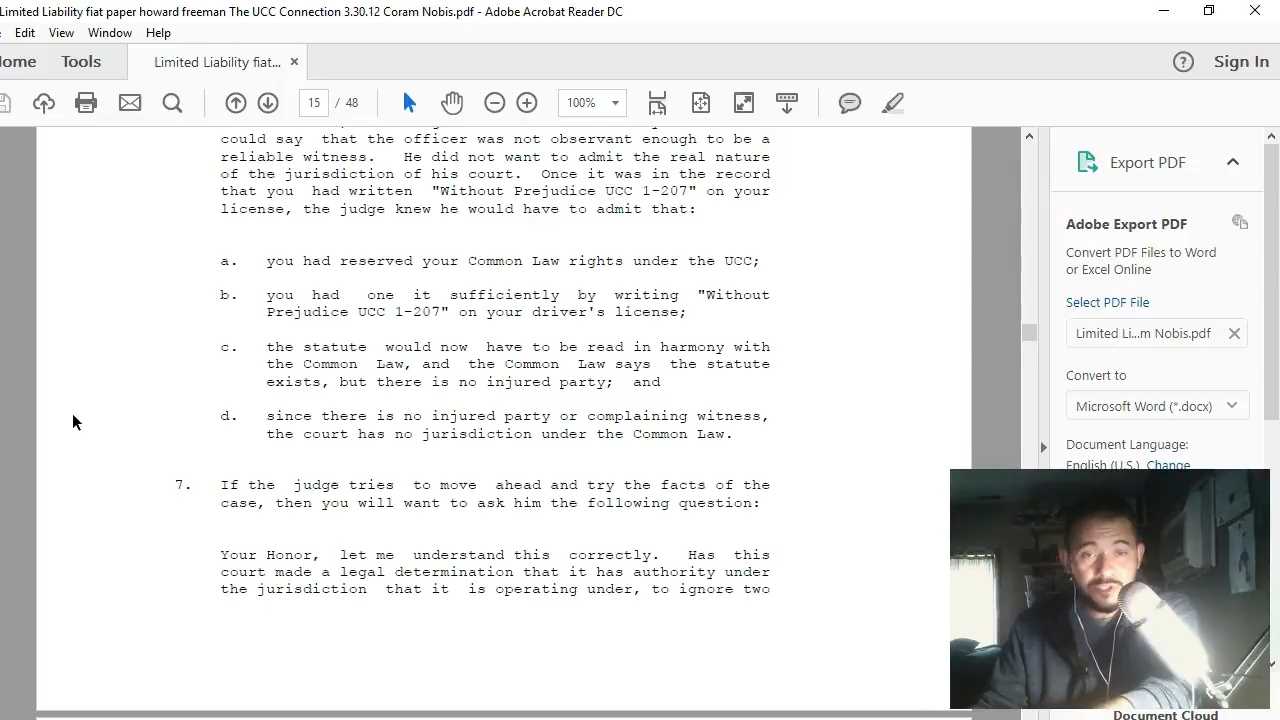 Limited Liability fiat paper howard freeman The UCC Connection 3.30.12 Coram Nobis.pdf - Adobe Acrobat Reader DC
Edit View Window Help
ome Tools Limited Liability fiat... × Sign In
15 / 48 100%
could say that the officer was not observant enough to be a
reliable witness. He did not want to admit the real nature
of the jurisdiction of his court. Once it was in the record
that you had written "Without Prejudice UCC 1-207" on your
license, the judge knew he would have to admit that:
a. you had reserved your Common Law rights under the UCC;
b. you had one it sufficiently by writing "Without
Prejudice UCC 1-207" on your driver's license;
c. the statute would now have to be read in harmony with
the Common Law, and the Common Law says the statute
exists, but there is no injured party; and
d. since there is no injured party or complaining witness,
the court has no jurisdiction under the Common Law.
7. If the judge tries to move ahead and try the facts of the
case, then you will want to ask him the following question:
Your Honor, let me understand this correctly. Has this
court made a legal determination that it has authority under
the jurisdiction that it is operating under, to ignore two
Export PDF
Adobe Export PDF
Convert PDF Files to Word
or Excel Online
Select PDF File
Limited Li...m Nobis.pdf
Convert to
Microsoft Word (*.docx)
Document Language:
English (U.S.) Change
Document Cloud